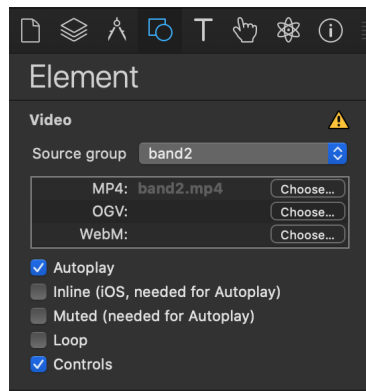 T
Element
Video
Source group band2
MP4: band2.mp4 Choose...
OGV: Choose...
WebM: Choose...
Autoplay
Inline (iOS, needed for Autoplay)
Muted (needed for Autoplay)
Loop
Controls